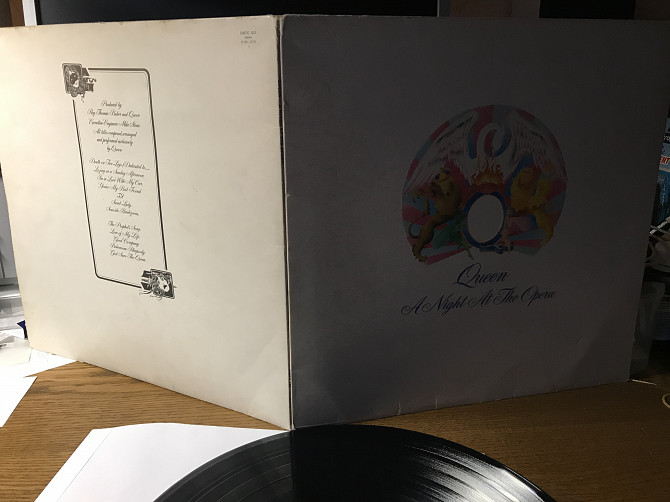 Produced by
Roy Thomas Baker and Queen
Executive Engineer Mike Stone
All titles composed, arranged
and performed exclusively
by Queen
Death on Two Legs (Dedicated to....
Lazing on a Sunday Afternoon
I'm in Love With My Car
You're My Best Friend
'39
Sweet Lady
Seaside Rendezvous
The Prophet's Song
Love of My Life
Good Company
Bohemian Rhapsody
God Save The Queen
Queen
A Night At The Opera